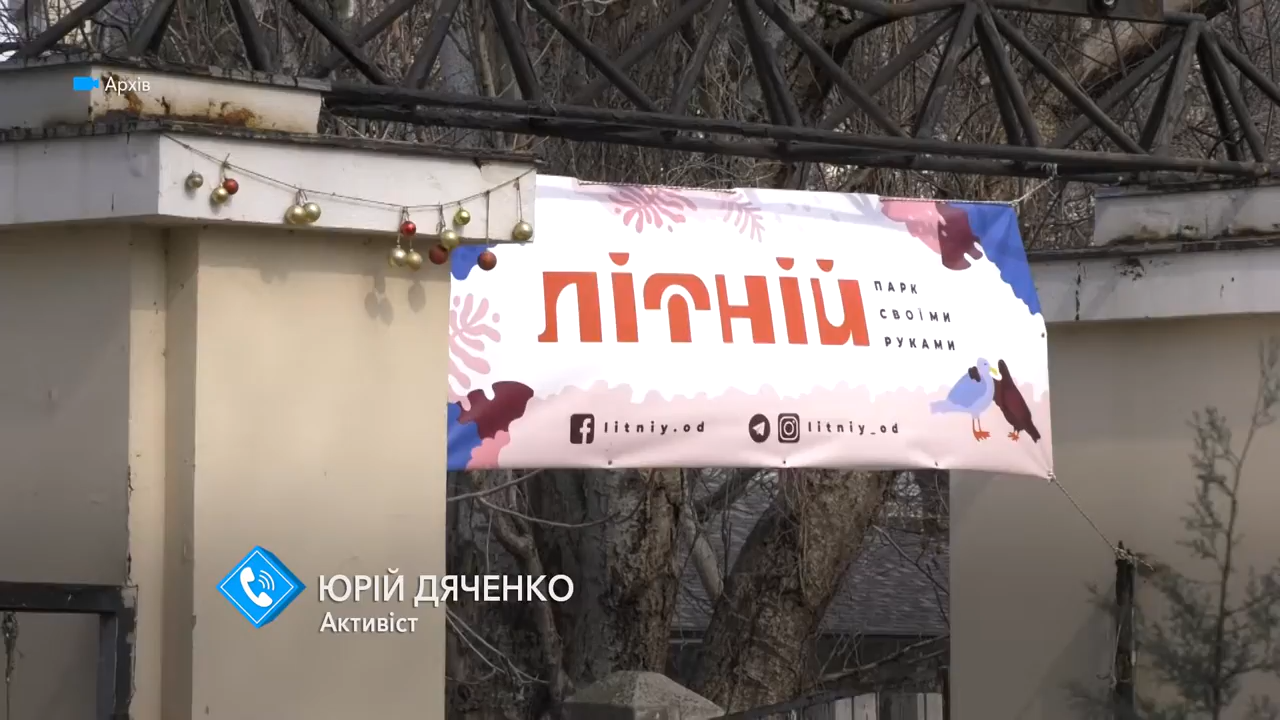 Архів
ЛІТНІЙ
ПАРК
СВОЇМИ
РУКАМИ
litniy.od
litniy_od
ЮРІЙ ДЯЧЕНКО
Активіст